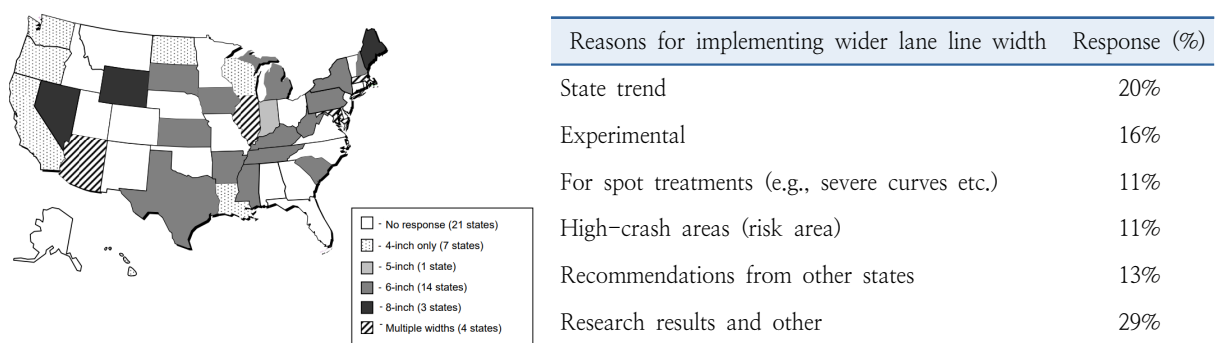 - No response (21 states)
- 4-inch only (7 states)
- 5-inch (1 state)
- 6-inch (14 states)
- 8-inch (3 states)
- Multiple widths (4 states)
Reasons for implementing wider lane line width Response (%)
State trend 20%
Experimental 16%
For spot treatments (e.g., severe curves etc.) 11%
High-crash areas (risk area) 11%
Recommendations from other states 13%
Research results and other 29%